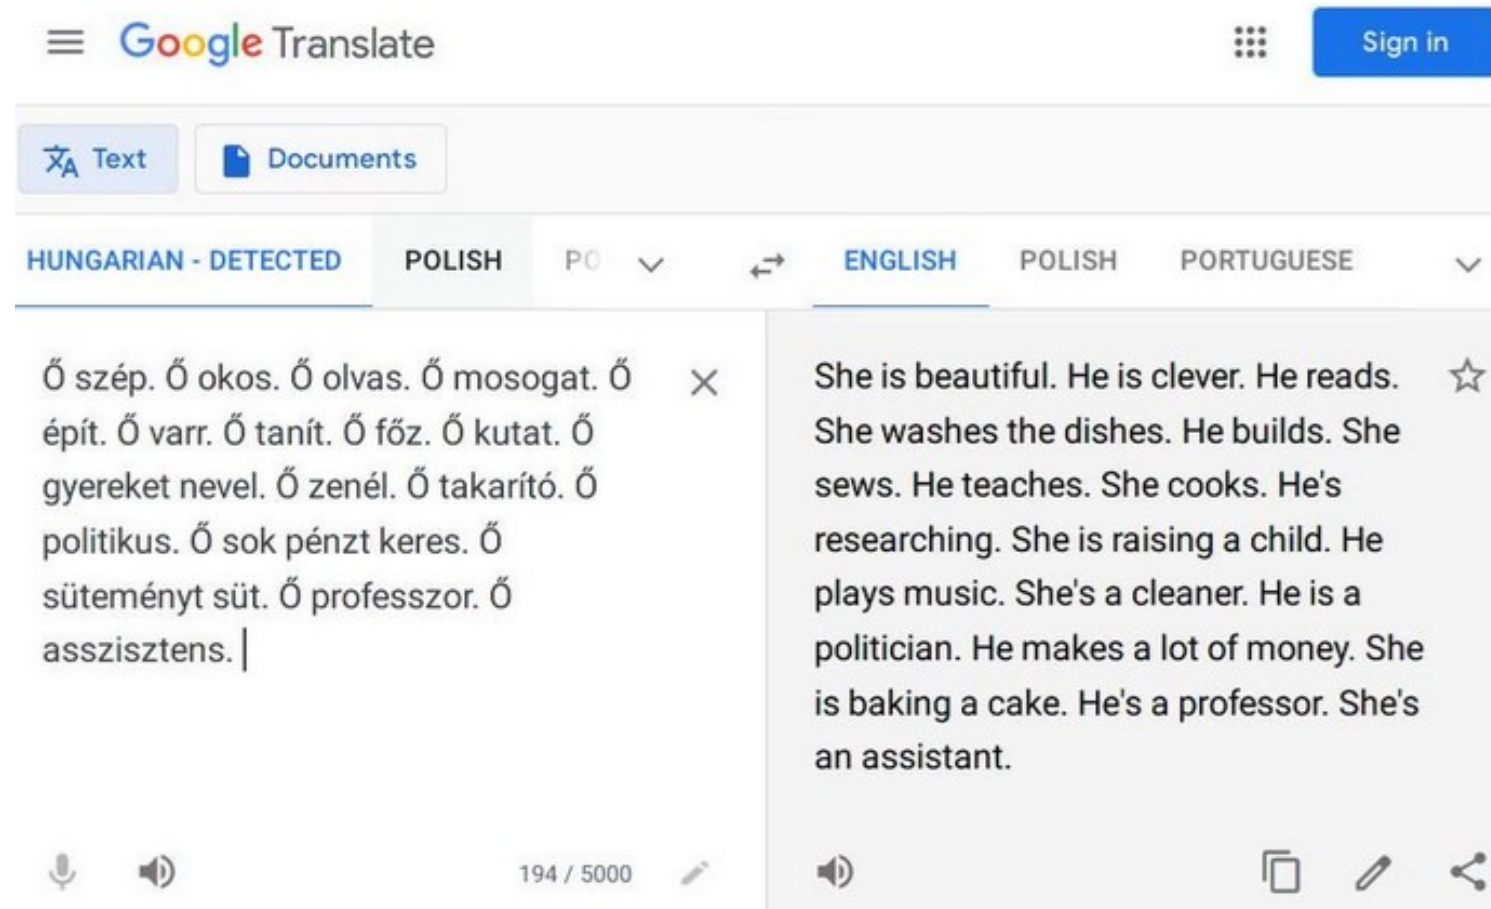 Google Translate
Sign in
Text
Documents
HUNGARIAN - DETECTED
POLISH
ENGLISH
POLISH
PORTUGUESE
Ő szép. Ő okos. Ő olvas. Ő mosogat. Ő
épít. Ő varr. Ő tanít. Ő főz. Ő kutat. Ő
gyereket nevel. Ő zenél. Ő takarító. Ő
politikus. Ő sok pénzt keres. Ő
süteményt süt. Ő professzor. Ő
asszisztens.
194 / 5000
She is beautiful. He is clever. He reads.
She washes the dishes. He builds. She
sews. He teaches. She cooks. He's
researching. She is raising a child. He
plays music. She's a cleaner. He is a
politician. He makes a lot of money. She
is baking a cake. He's a professor. She's
an assistant.